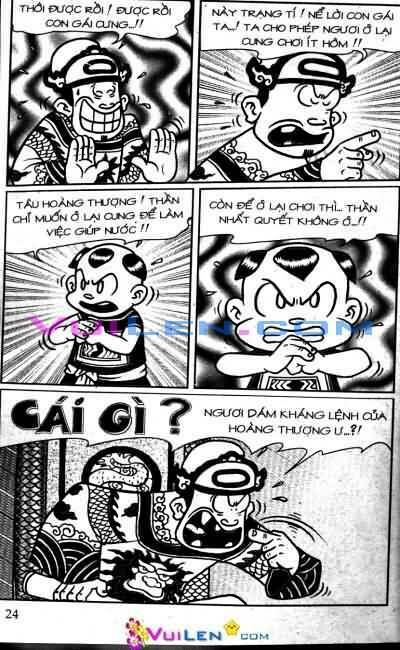 THÔI ĐƯỢC RỒI ! ĐƯỢC RỒI
CON GÁI CƯNG...!!
NÀY TRẠNG TÍ ! NỂ LỜI CON GÁI
TA...! TA CHO PHÉP NGƯƠI Ở LẠI
CUNG CHƠI ÍT HÔM !!
TÂU HOÀNG THƯỢNG ! THẦN
CHỈ MUỐN Ở LẠI CUNG ĐỂ LÀM
VIỆC GIÚP NƯỚC !!
CÒN ĐỂ Ở LẠI CHƠI THÌ... THẦN
NHẤT QUYẾT KHÔNG Ở...!!
VUILEN.COM
CÁI GÌ ?
NGƯƠI DÁM KHÁNG LỆNH CỦA
HOÀNG THƯỢNG Ư...?!
24
VUILEN.COM